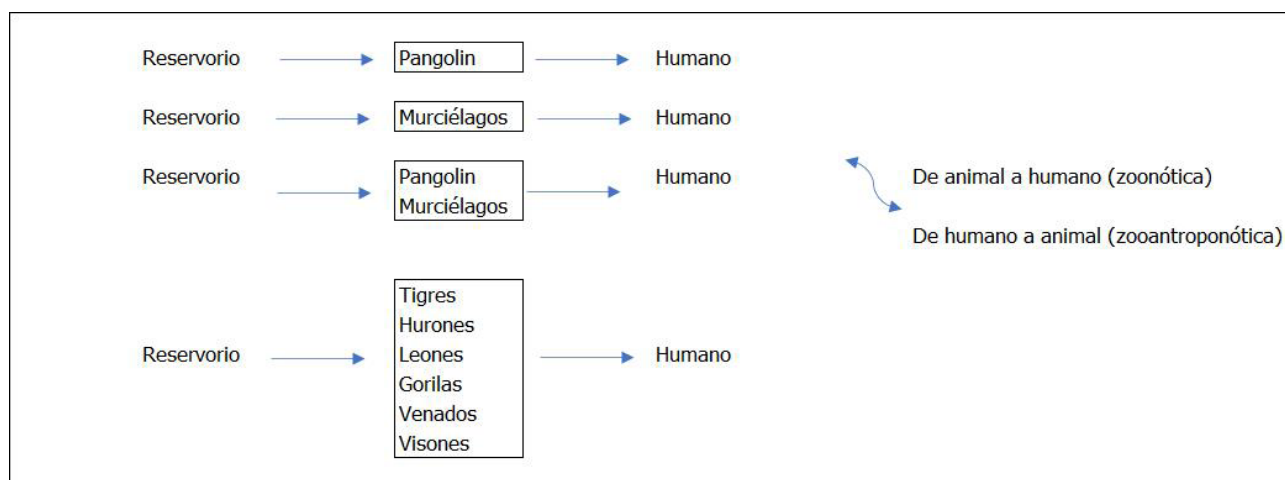 Reservorio Pangolin Humano
Reservorio Murciélagos Humano
Reservorio Pangolin Humano
Murciélagos
De animal a humano (zoonótica)
De humano a animal (zooantroponótica)
Tigres
Hurones
Reservorio Leones Humano
Gorilas
Venados
Visones